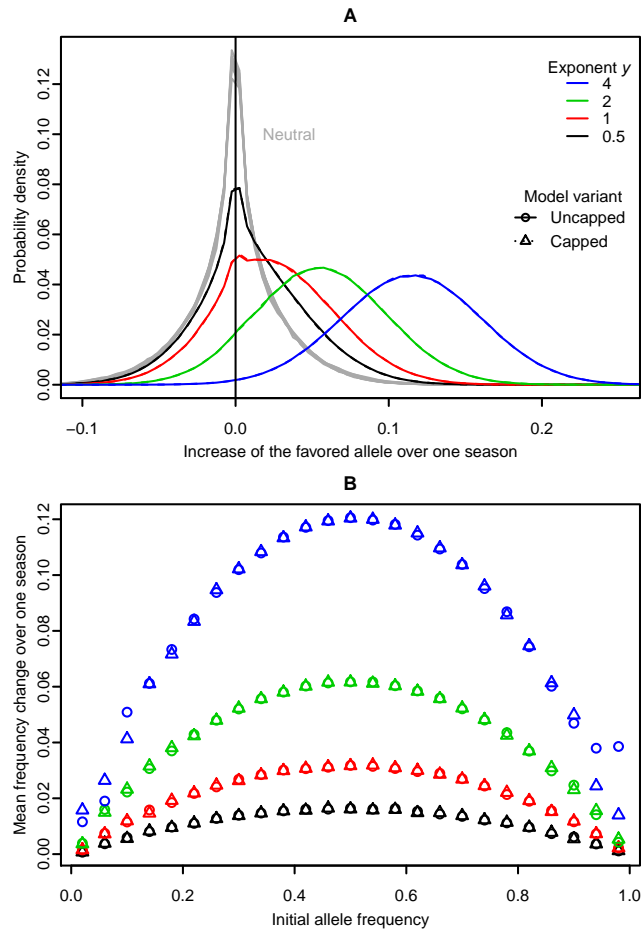 A
Probability density
0.12
0.10
0.08
0.06
0.04
0.02
0.00
Neutral
Exponent y
4
2
1
0.5
Model variant
Uncapped
Capped
−0.1
0.0
0.1
0.2
Increase of the favored allele over one season
B
Mean frequency change over one season
0.12
0.10
0.08
0.06
0.04
0.02
0.00
0.0
0.2
0.4
0.6
0.8
1.0
Initial allele frequency